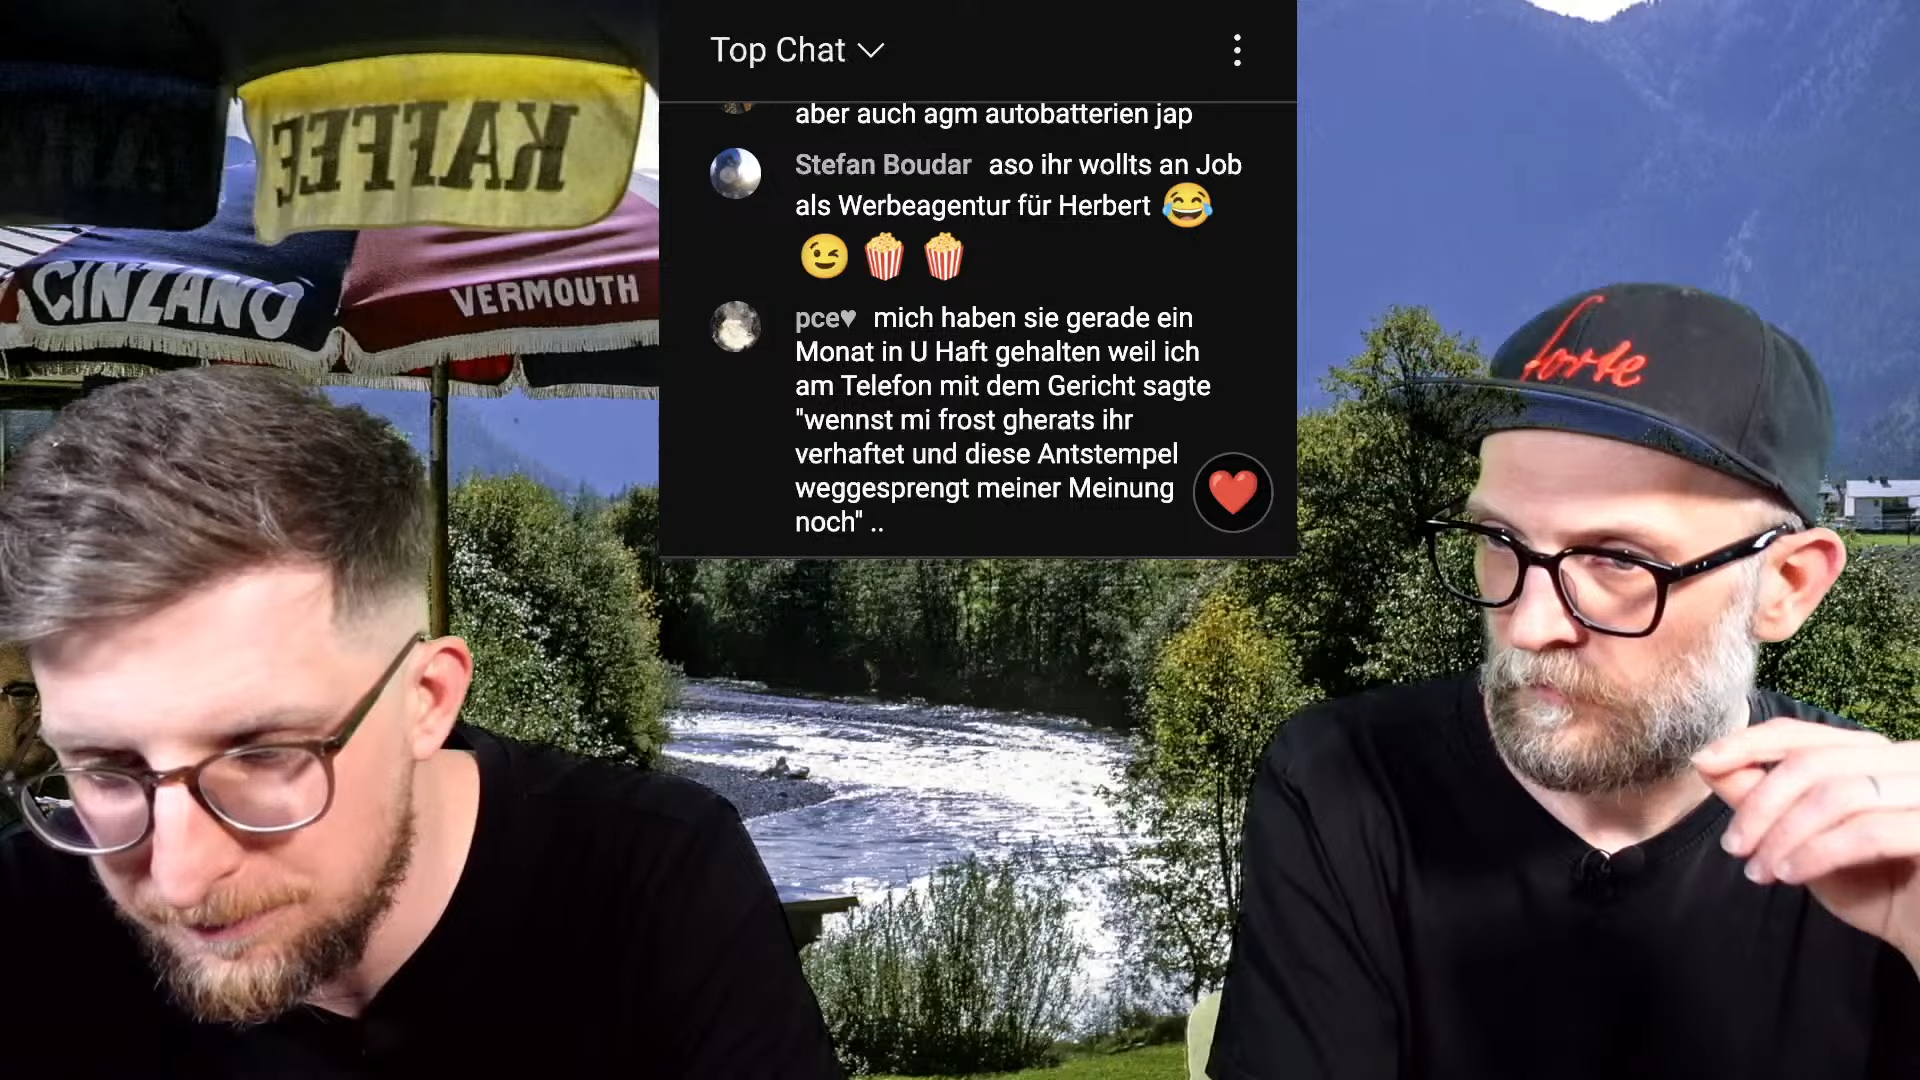 Top Chat
aber auch agm autobatterien jap
Stefan Boudar aso ihr wollts an Job
als Werbeagentur für Herbert 😂
😉 🍿 🍿
pce♥ mich haben sie gerade ein
Monat in U Haft gehalten weil ich
am Telefon mit dem Gericht sagte
"wennst mi frost gherats ihr
verhaftet und diese Antstempel
weggesprengt meiner Meinung
noch" ..
KAFFEE
CINZANO
VERMOUTH
forte